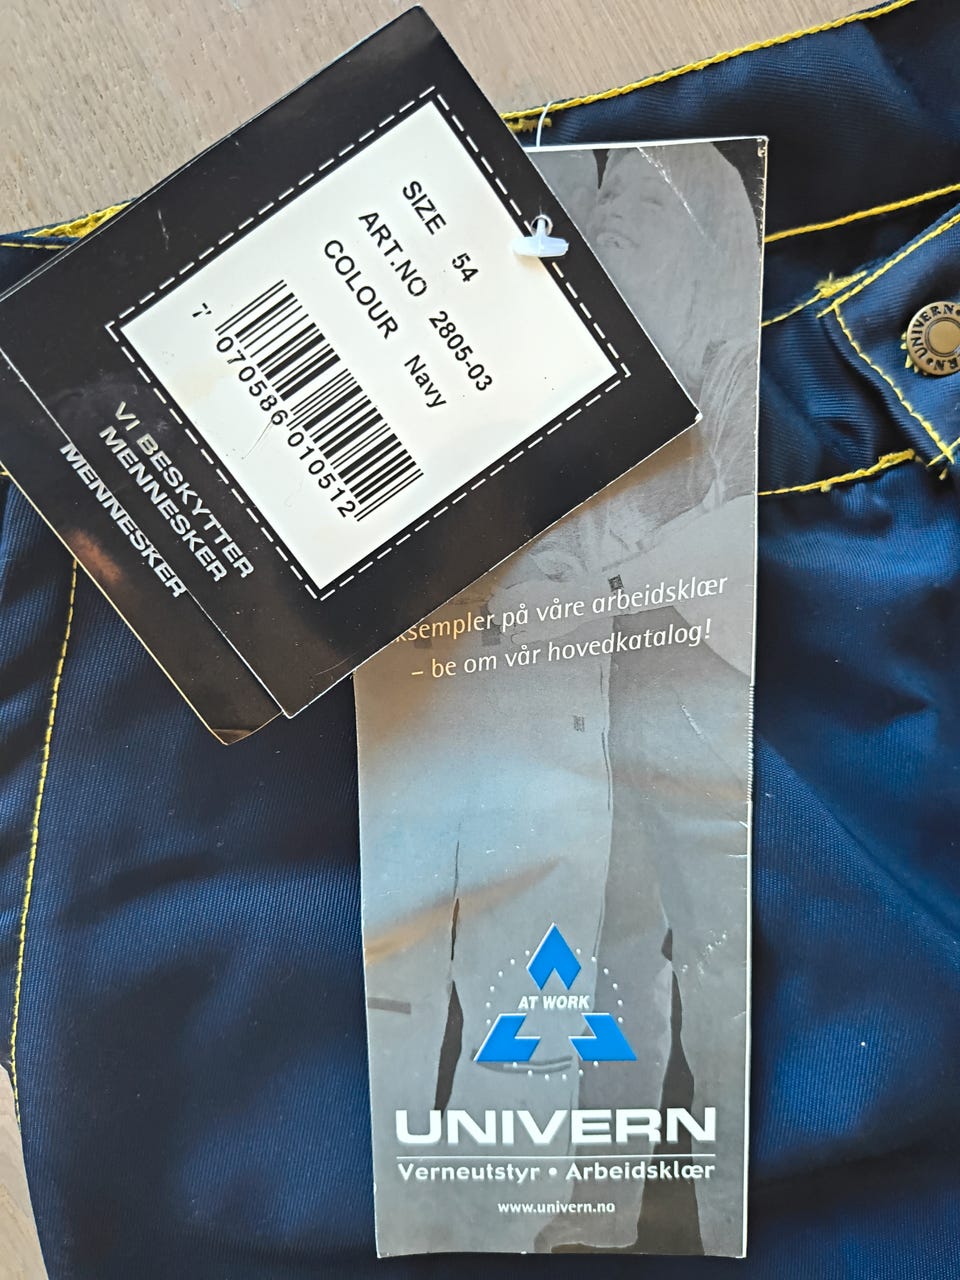 SIZE 54
ART.NO 2805-03
COLOUR Navy
7 070586 010512
VI BESKYTTER
MENNESKER
MENNESKER
ksempler på våre arbeidsklær
– be om vår hovedkatalog!
AT WORK
UNIVERN
Verneutstyr • Arbeidsklær
www.univern.no
UNIVERN